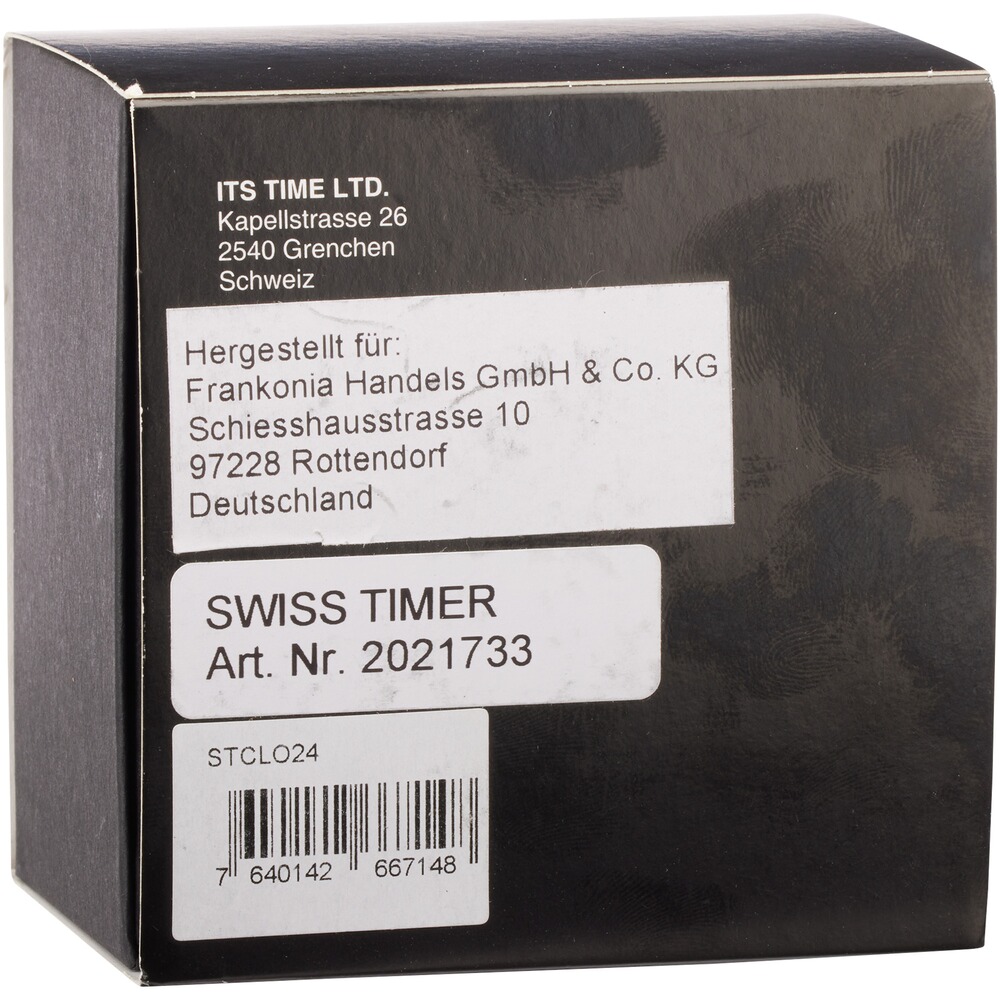 ITS TIME LTD.
Kapellstrasse 26
2540 Grenchen
Schweiz
Hergestellt für:
Frankonia Handels GmbH & Co. KG
Schiesshausstrasse 10
97228 Rottendorf
Deutschland
SWISS TIMER
Art. Nr. 2021733
STCLO24
7 640142 667148